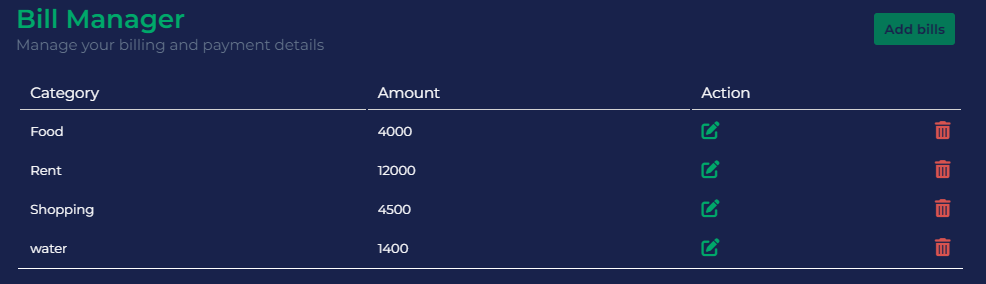 Bill Manager
Manage your billing and payment details
Add bills
Category Amount Action
Food 4000
Rent 12000
Shopping 4500
water 1400